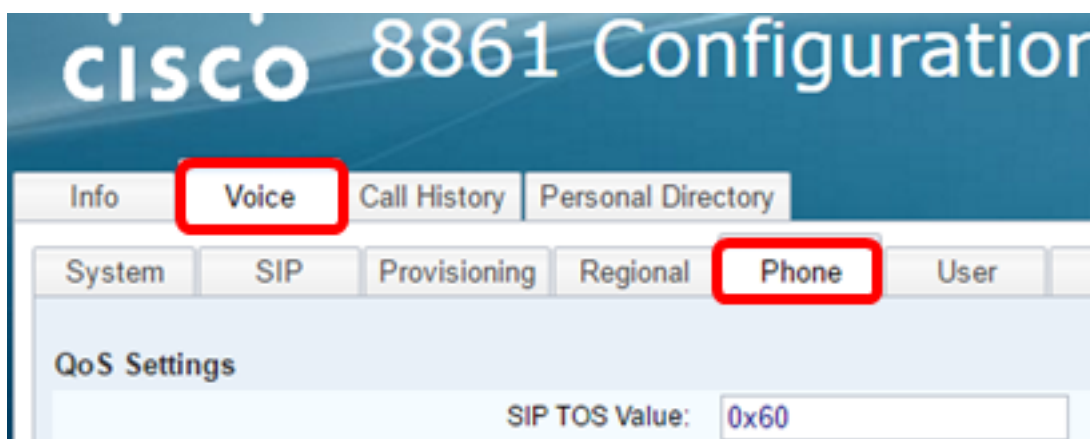 CISCO 8861 Configuration
Info Voice Call History Personal Directory
System SIP Provisioning Regional Phone User
QoS Settings
SIP TOS Value: 0x60